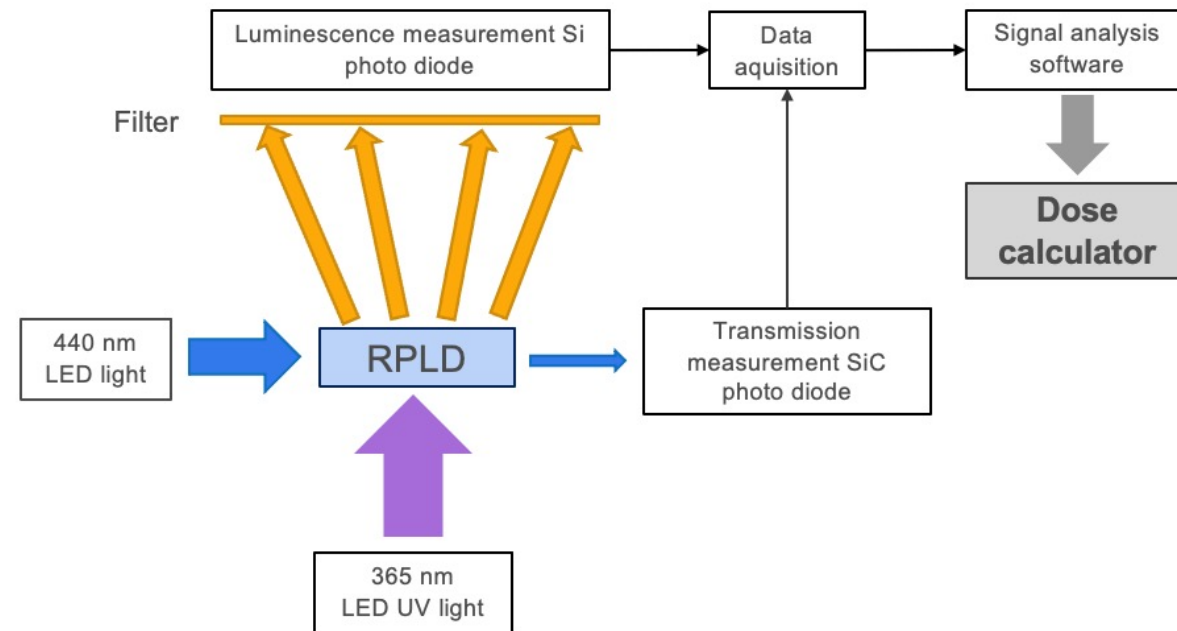 Luminescence measurement Si
photo diode
Data
aquisition
Signal analysis
software
Filter
Dose
calculator
440 nm
LED light
RPLD
Transmission
measurement SiC
photo diode
365 nm
LED UV light